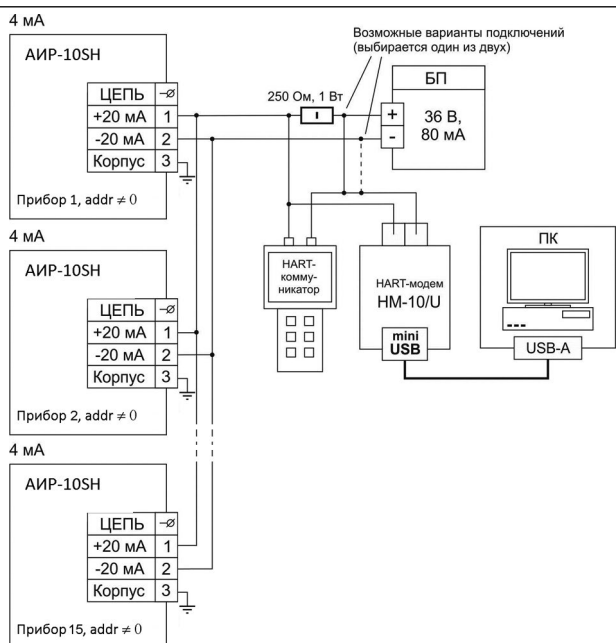 4 мА
АИР-10SH
ЦЕПЬ
+20 мА 1
-20 мА 2
Корпус 3
Прибор 1, addr ≠ 0
Возможные варианты подключений
(выбирается один из двух)
250 Ом, 1 Вт
БП
+
-
36 В,
80 мА
4 мА
АИР-10SH
ЦЕПЬ
+20 мА 1
-20 мА 2
Корпус 3
Прибор 2, addr ≠ 0
HART-
комму-
никатор
HART-модем
HM-10/U
mini
USB
ПК
USB-A
4 мА
АИР-10SH
ЦЕПЬ
+20 мА 1
-20 мА 2
Корпус 3
Прибор 15, addr ≠ 0